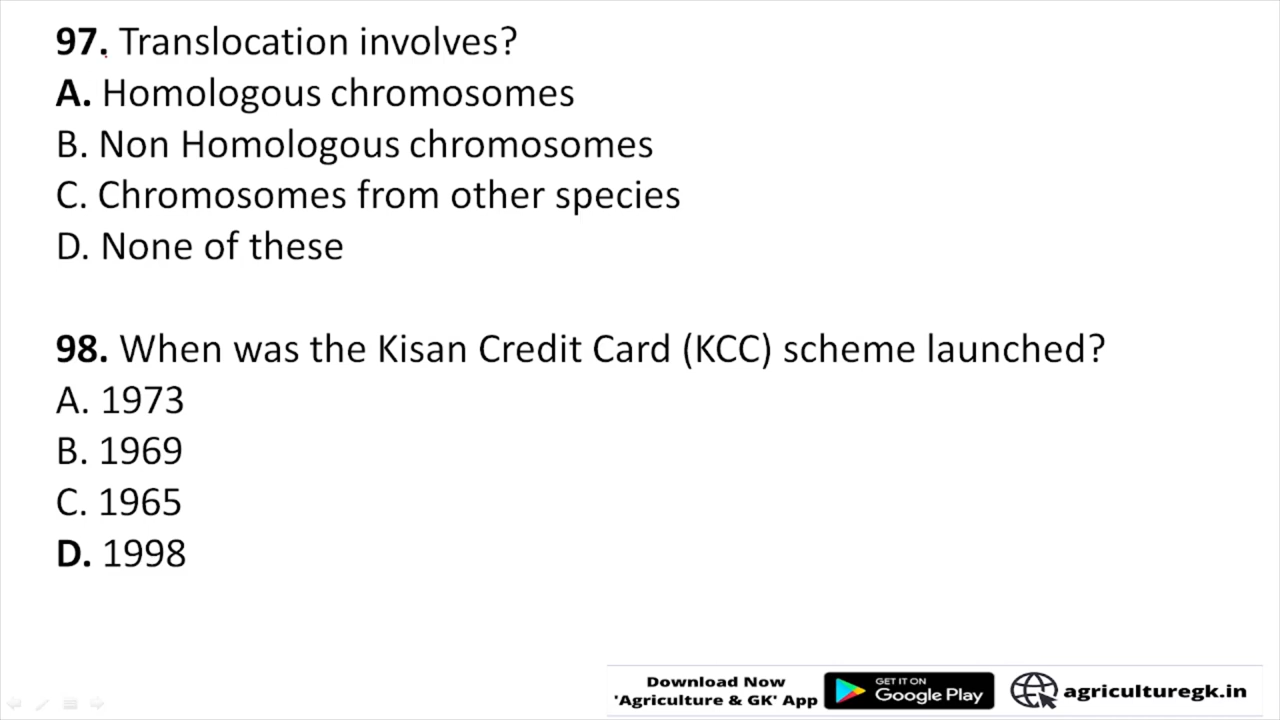 97. Translocation involves?
A. Homologous chromosomes
B. Non Homologous chromosomes
C. Chromosomes from other species
D. None of these
98. When was the Kisan Credit Card (KCC) scheme launched?
A. 1973
B. 1969
C. 1965
D. 1998
Download Now
'Agriculture & GK' App
GET IT ON
Google Play
agriculturegk.in